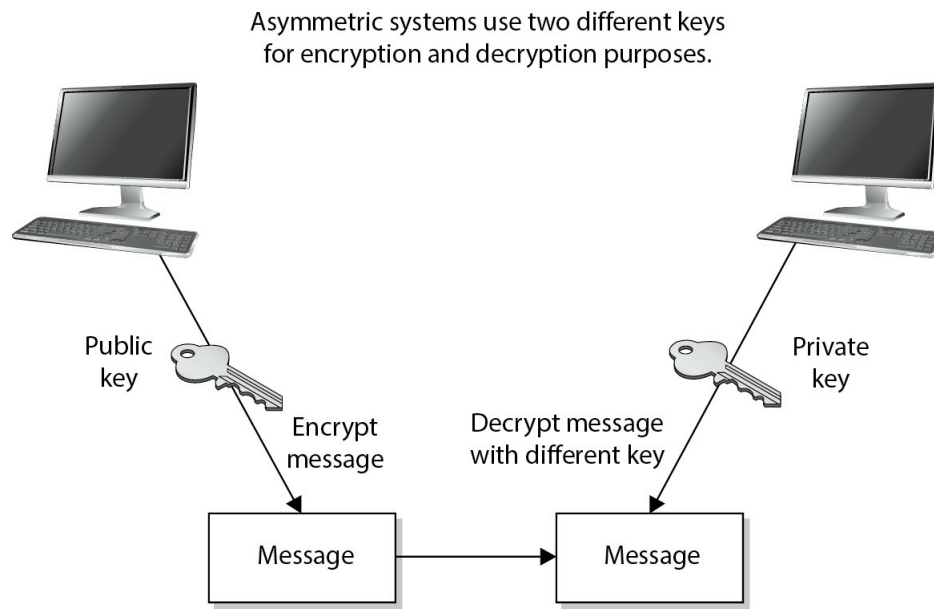 Asymmetric systems use two different keys
for encryption and decryption purposes.
Public
key
Private
key
Encrypt
message
Decrypt message
with different key
Message
Message